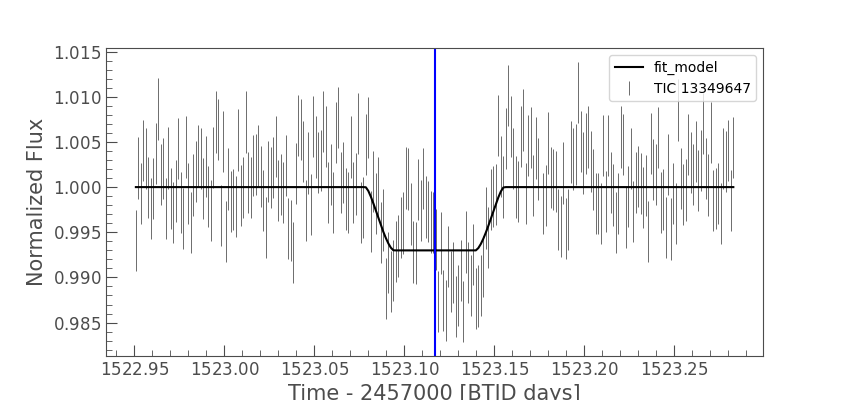 1.015
1.010
1.005
1.000
0.995
0.990
0.985
Normalized Flux
fit_model
TIC 13349647
1522.95 1523.00 1523.05 1523.10 1523.15 1523.20 1523.25
Time - 2457000 [BTJD days]